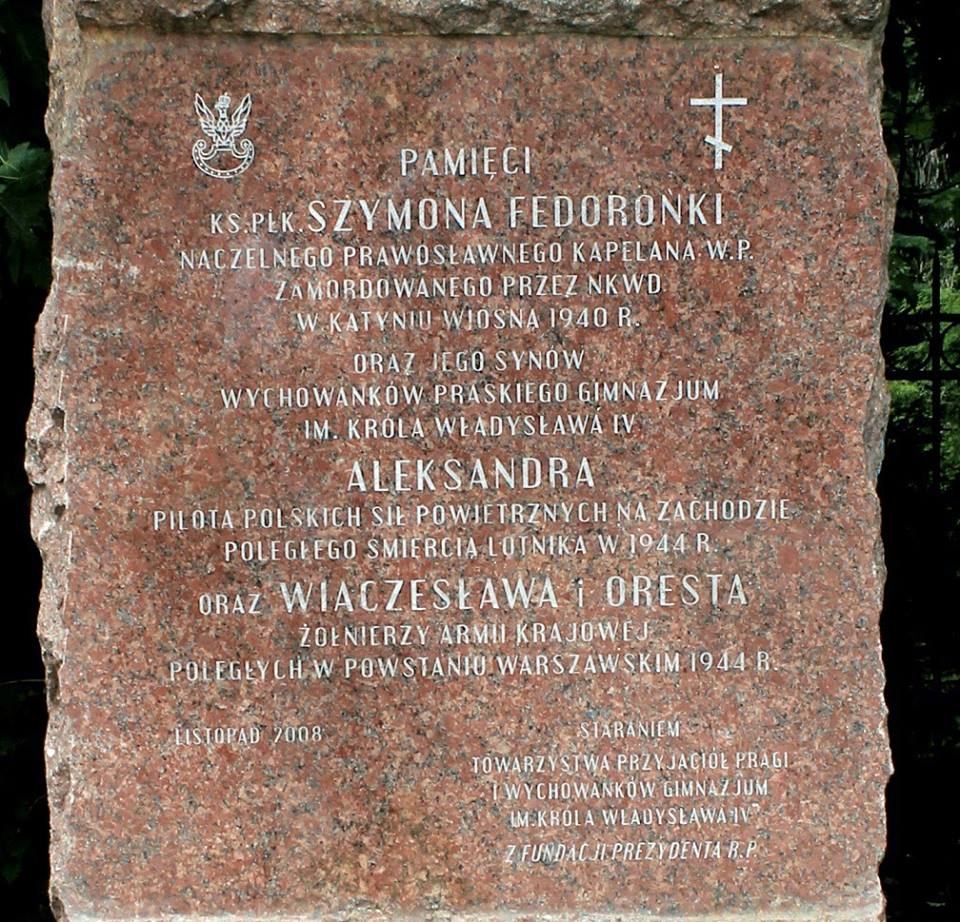 PAMIĘCI
KS. PŁK. SZYMONA FEDOROŃKI
NACZELNEGO PRAWOSŁAWNEGO KAPELANA W.P.
ZAMORDOWANEGO PRZEZ NKWD
W KATYNIU WIOSNĄ 1940 R.
ORAZ JEGO SYNÓW
WYCHOWANKÓW PRASKIEGO GIMNAZJUM
IM. KRÓLA WŁADYSŁAWA IV
ALEKSANDRA
PILOTA POLSKICH SIŁ POWIETRZNYCH NA ZACHODZIE
POLEGŁEGO ŚMIERCIĄ LOTNIKA W 1944 R.
ORAZ WIACZESŁAWA i ORESTA
ŻOŁNIERZY ARMII KRAJOWEJ
POLEGŁYCH W POWSTANIU WARSZAWSKIM 1944 R.
LISTOPAD 2008
STARANIEM
TOWARZYSTWA PRZYJACIÓŁ PRAGI
I WYCHOWANKÓW GIMNAZJUM
IM. KRÓLA WŁADYSŁAWA IV
Z FUNDACJI PREZYDENTA R.P.